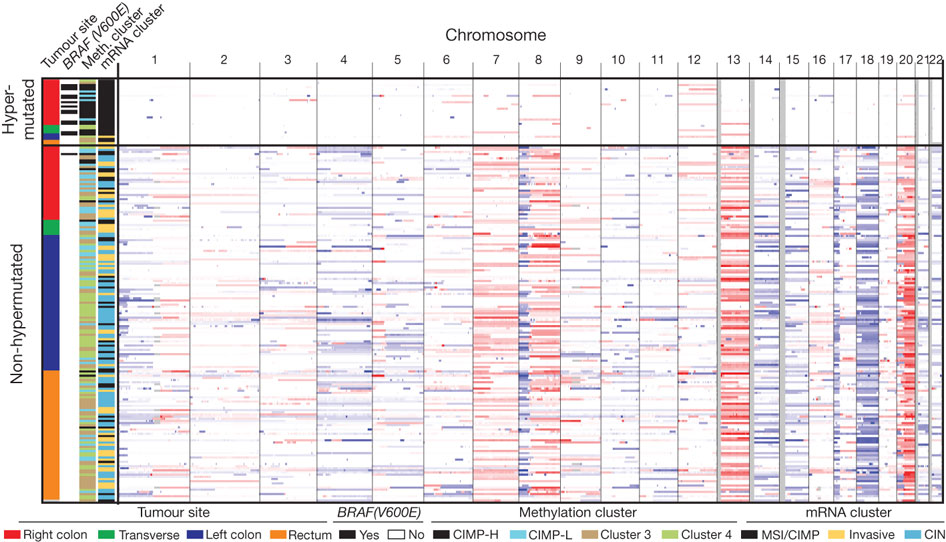 Chromosome
Tumour site
BRAF (V600E)
Meth. cluster
mRNA cluster
1 2 3 4 5 6 7 8 9 10 11 12 13 14 15 16 17 18 19 20 21 22
Hyper-
mutated
Non-hypermutated
Tumour site BRAF(V600E) Methylation cluster mRNA cluster
Right colon Transverse Left colon Rectum Yes No CIMP-H CIMP-L Cluster 3 Cluster 4 MSI/CIMP Invasive CIN